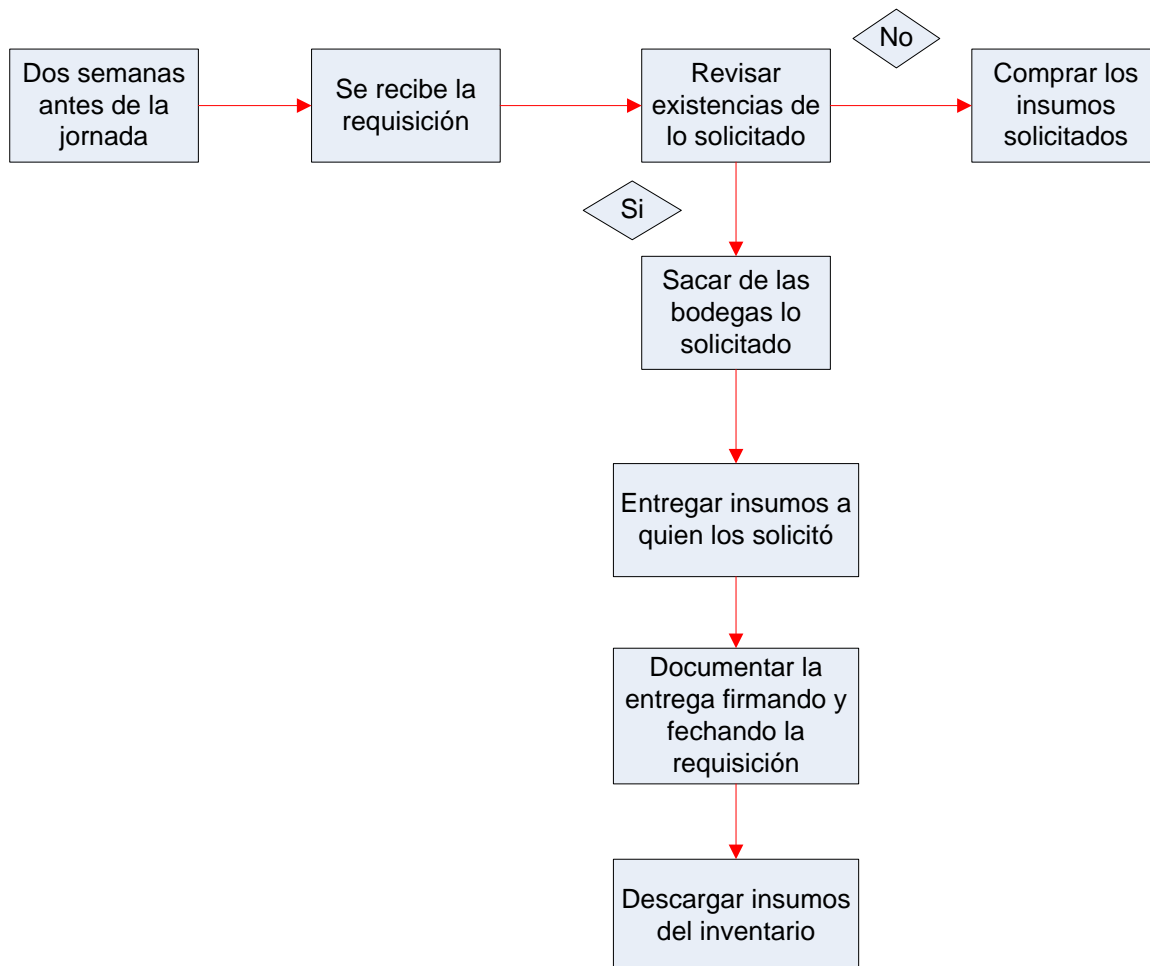 Dos semanas
antes de la
jornada
Se recibe la
requisición
Revisar
existencias de
lo solicitado
No
Comprar los
insumos
solicitados
Si
Sacar de las
bodegas lo
solicitado
Entregar insumos a
quien los solicitó
Documentar la
entrega firmando y
fechando la
requisición
Descargar insumos
del inventario